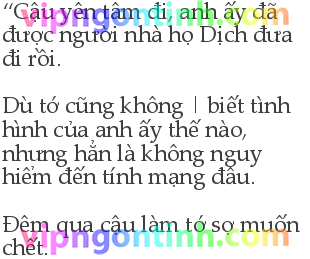 “Cậu yên tâm đi, anh ấy đã
được người nhà họ Dịch đưa
đi rồi.
Dù tớ cũng không | biết tình
hình của anh ấy thế nào,
nhưng hẳn là không nguy
hiểm đến tính mạng đâu.
Đêm qua cậu làm tớ sợ muốn
chết.
vipngontinh.com
vipngontinh.com